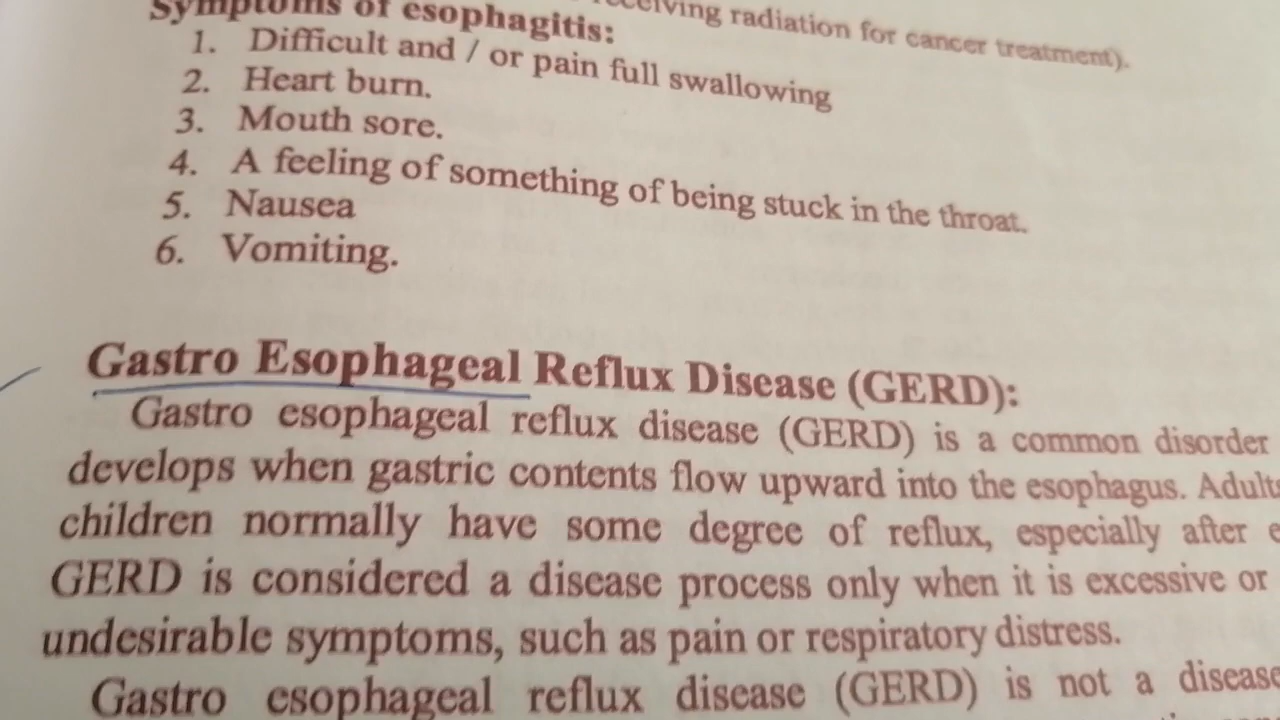 receiving radiation for cancer treatment).
Symptoms of esophagitis:
1. Difficult and / or pain full swallowing
2. Heart burn.
3. Mouth sore.
4. A feeling of something of being stuck in the throat.
5. Nausea
6. Vomiting.
Gastro Esophageal Reflux Disease (GERD):
Gastro esophageal reflux disease (GERD) is a common disorder
develops when gastric contents flow upward into the esophagus. Adults
children normally have some degree of reflux, especially after
GERD is considered a disease process only when it is excessive or
undesirable symptoms, such as pain or respiratory distress.
Gastro esophageal reflux disease (GERD) is not a disease